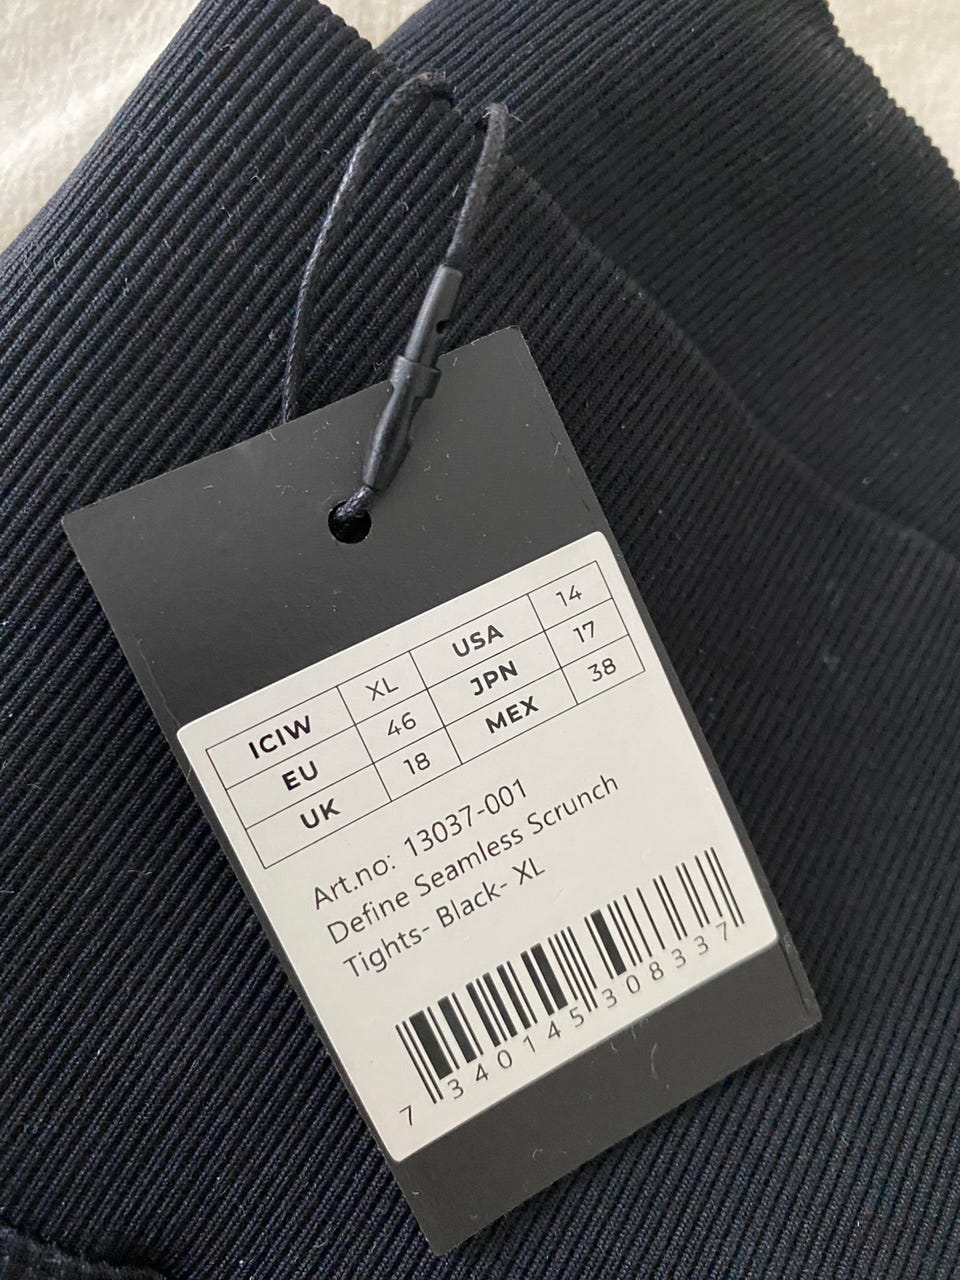 ICIW XL USA 14
EU 46 JPN 17
UK 18 MEX 38
Art.no: 13037-001
Define Seamless Scrunch
Tights- Black- XL
7 340145 308337